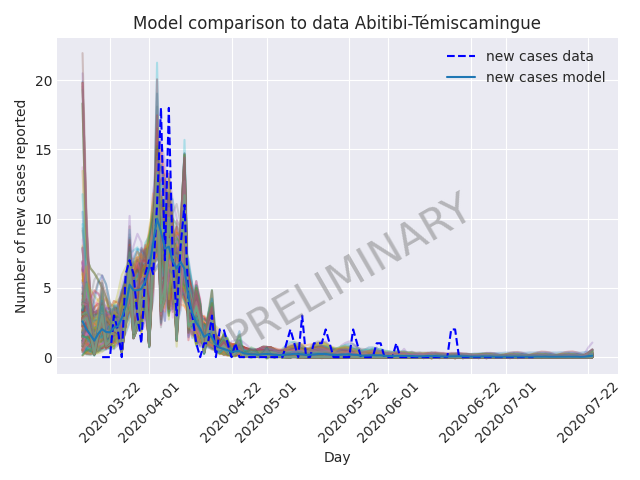 Model comparison to data Abitibi-Témiscamingue
new cases data
new cases model
Number of new cases reported
20
15
10
5
0
PRELIMINARY
2020-03-22
2020-04-01
2020-04-22
2020-05-01
2020-05-22
2020-06-01
2020-06-22
2020-07-01
2020-07-22
Day